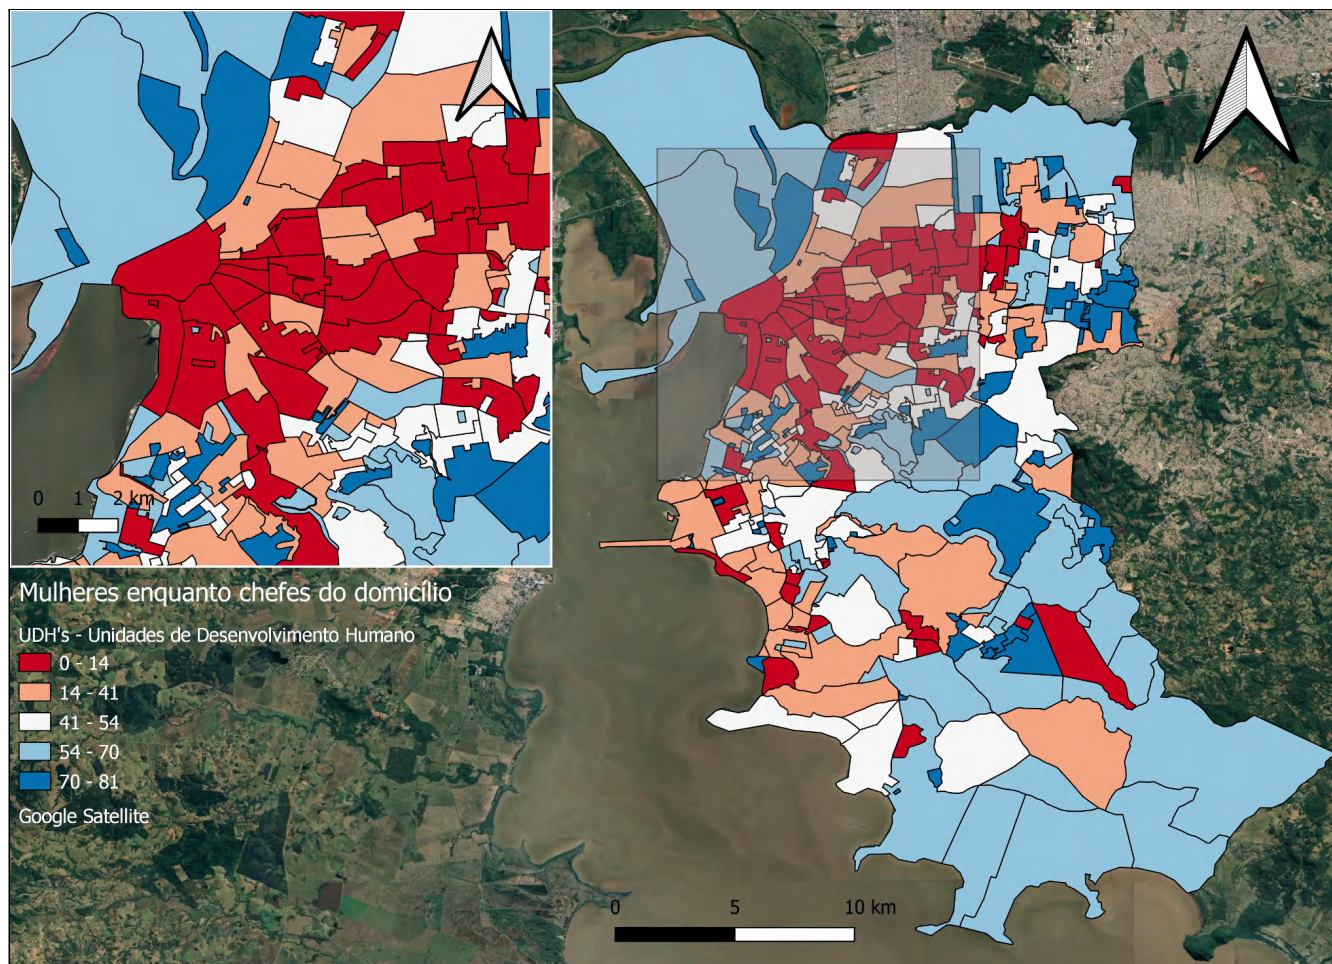 0 1 2 km
Mulheres enquanto chefes do domicílio
UDH's - Unidades de Desenvolvimento Humano
0 - 14
14 - 41
41 - 54
54 - 70
70 - 81
Google Satellite
0 5 10 km